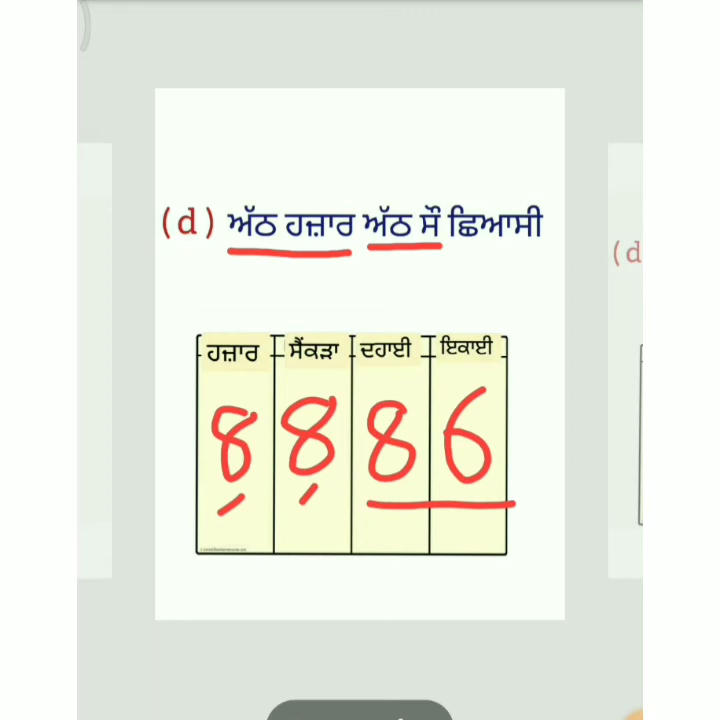 (d) ਅੱਠ ਹਜ਼ਾਰ ਅੱਠ ਸੌ ਛਿਆਸੀ
(d
ਹਜ਼ਾਰ ਸੈਂਕੜਾ ਦਹਾਈ ਇਕਾਈ
8 8 8 6